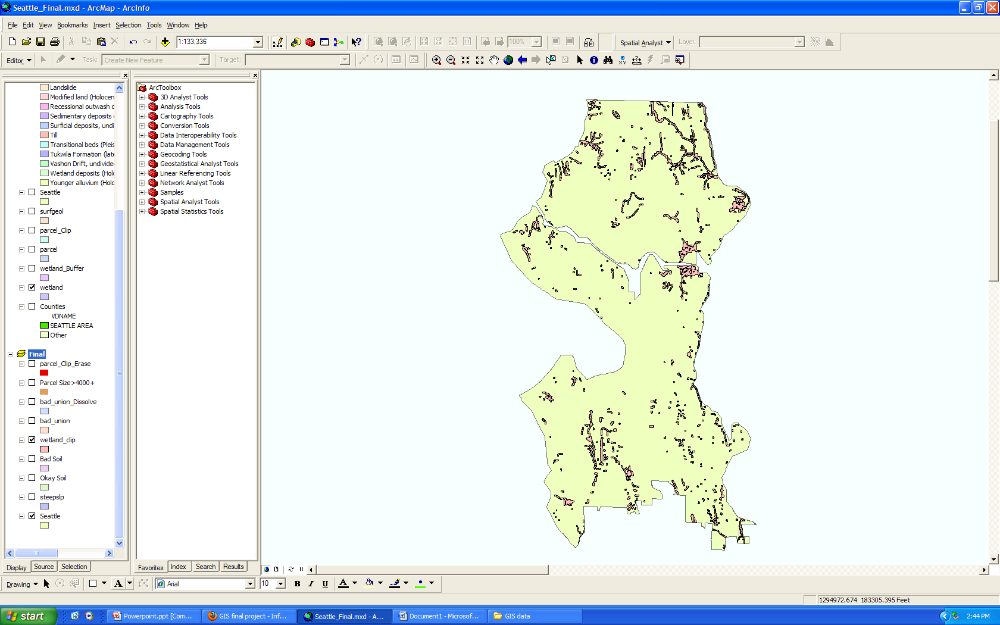 Seattle_Final.mxd - ArcMap - ArcInfo
File Edit View Bookmarks Insert Selection Tools Window Help
1:133,336
100%
Spatial Analyst
Layer:
Editor
Task: Create New Feature
Target:
Landslide
Modified land (Holocen
Recessional outwash d
Sedimentary deposits
Surficial deposits, undi
Till
Transitional beds (Pleis
Tukwila Formation (late
Vashon Drift, undivide
Wetland deposits (Hol
Younger alluvium (Holo
Seattle
surfgeol
parcel_Clip
parcel
wetland_Buffer
wetland
Counties
VDNAME
SEATTLE AREA
Other
Final
parcel_Clip_Erase
Parcel Size>4000+
bad_union_Dissolve
bad_union
wetland_clip
Bad Soil
Okay Soil
steepslp
Seattle
Display Source Selection
ArcToolbox
3D Analyst Tools
Analysis Tools
Cartography Tools
Conversion Tools
Data Interoperability Tools
Data Management Tools
Geocoding Tools
Geostatistical Analyst Tools
Linear Referencing Tools
Network Analyst Tools
Samples
Spatial Analyst Tools
Spatial Statistics Tools
Favorites Index Search Results
Drawing
A
Arial
10
B I U A
1294972.674 183305.395 Feet
start
Powerpoint.ppt [Com...
GIS final project - Inf...
Seattle_Final.mxd - A...
Document1 - Microsof...
GIS data
2:44 PM